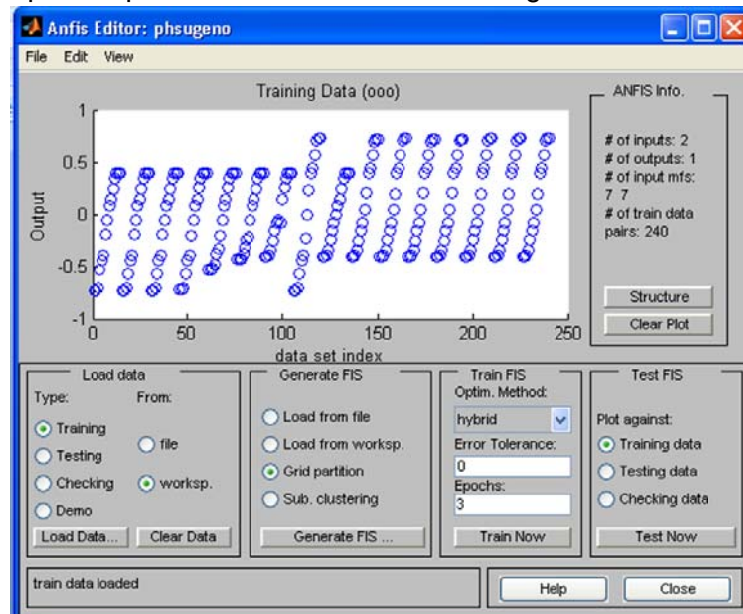 Anfis Editor: phsugeno
File Edit View
Training Data (ooo)
1
0.5
0
-0.5
-1
Output
0 50 100 150 200 250
data set index
ANFIS Info.
# of inputs: 2
# of outputs: 1
# of input mfs:
7 7
# of train data
pairs: 240
Structure
Clear Plot
Load data
Type: From:
Training
Testing
Checking
Demo
file
worksp.
Load Data... Clear Data
Generate FIS
Load from file
Load from worksp.
Grid partition
Sub. clustering
Generate FIS ...
Train FIS
Optim. Method:
hybrid
Error Tolerance:
0
Epochs:
3
Train Now
Test FIS
Plot against:
Training data
Testing data
Checking data
Test Now
train data loaded
Help Close